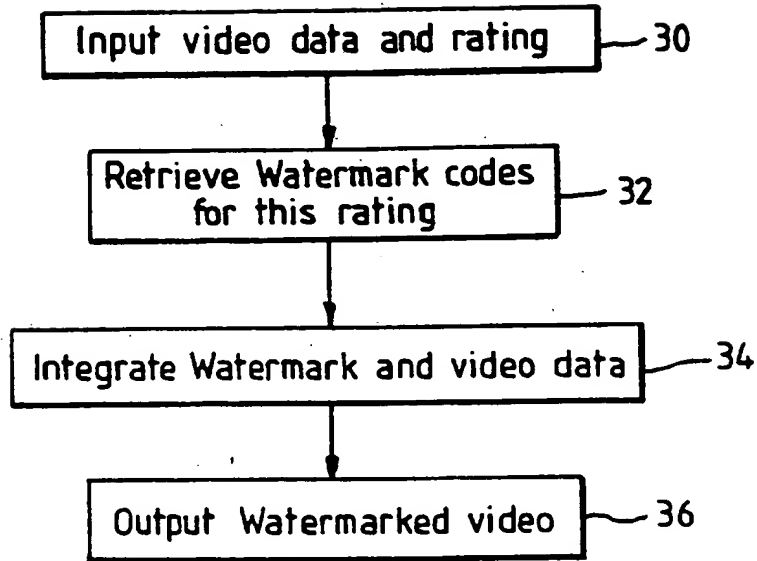 Input video data and rating
30
Retrieve Watermark codes
for this rating
32
Integrate Watermark and video data
34
Output Watermarked video
36